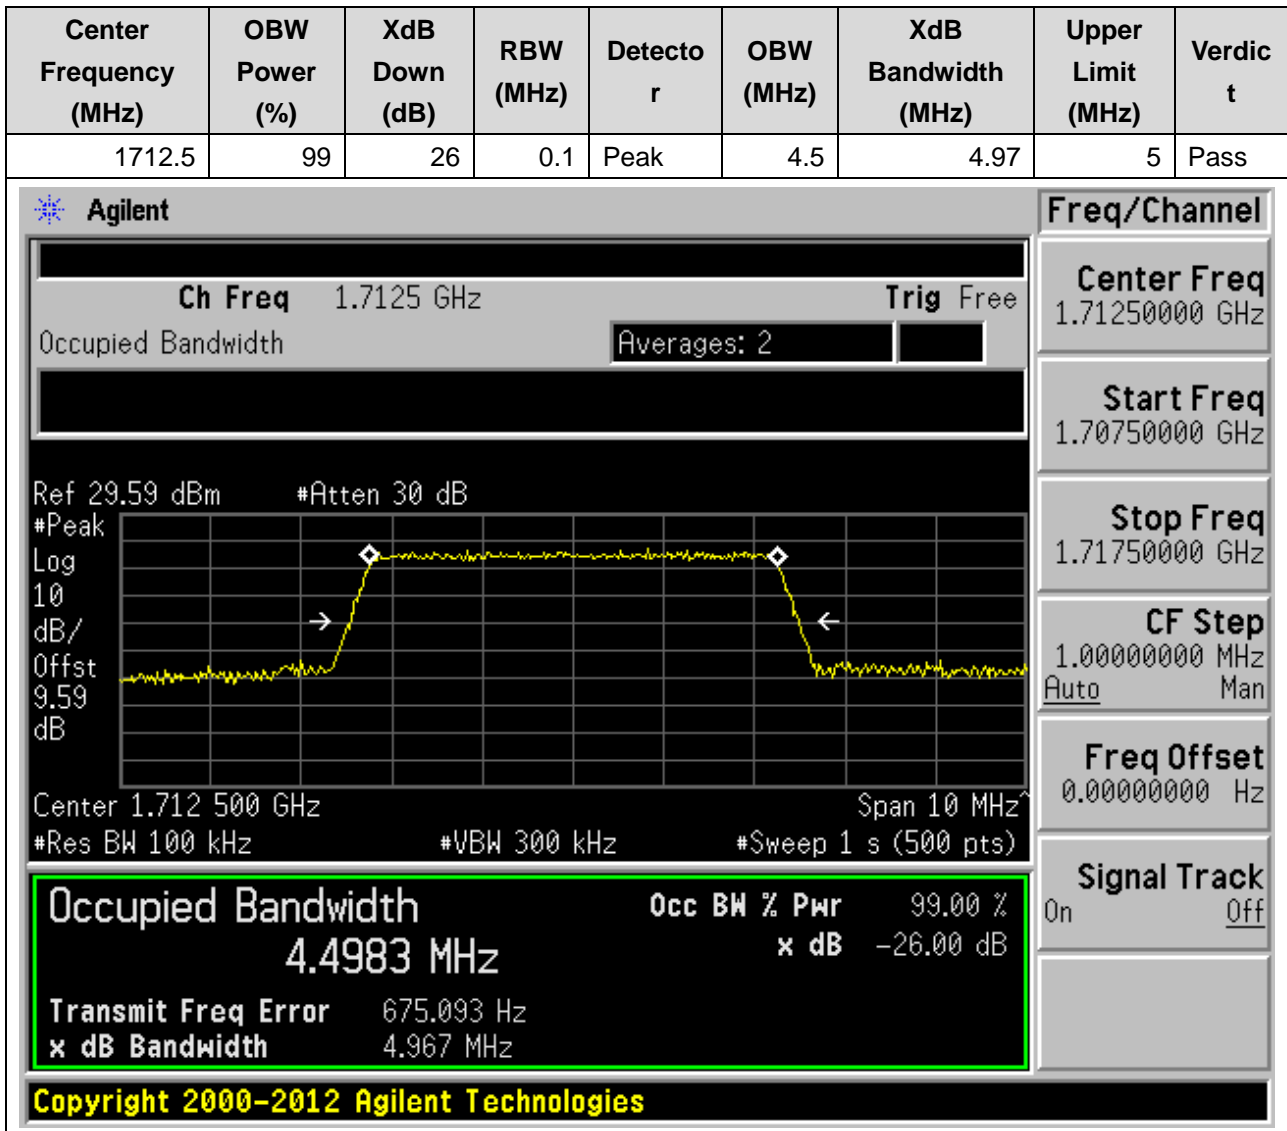 Center Frequency (MHz) OBW Power (%) XdB Down (dB) RBW (MHz) Detector OBW (MHz) XdB Bandwidth (MHz) Upper Limit (MHz) Verdict
1712.5 99 26 0.1 Peak 4.5 4.97 5 Pass
Agilent
Freq/Channel
Ch Freq 1.7125 GHz Trig Free
Occupied Bandwidth Averages: 2
Center Freq
1.71250000 GHz
Start Freq
1.70750000 GHz
Stop Freq
1.71750000 GHz
CF Step
1.00000000 MHz
Auto Man
Freq Offset
0.00000000 Hz
Signal Track
On Off
Ref 29.59 dBm #Atten 30 dB
#Peak
Log
10
dB/
Offst
9.59
dB
Center 1.712 500 GHz Span 10 MHz^
#Res BW 100 kHz #VBW 300 kHz #Sweep 1 s (500 pts)
Occupied Bandwidth Occ BW % Pwr 99.00 %
4.4983 MHz x dB -26.00 dB
Transmit Freq Error 675.093 Hz
x dB Bandwidth 4.967 MHz
Copyright 2000-2012 Agilent Technologies